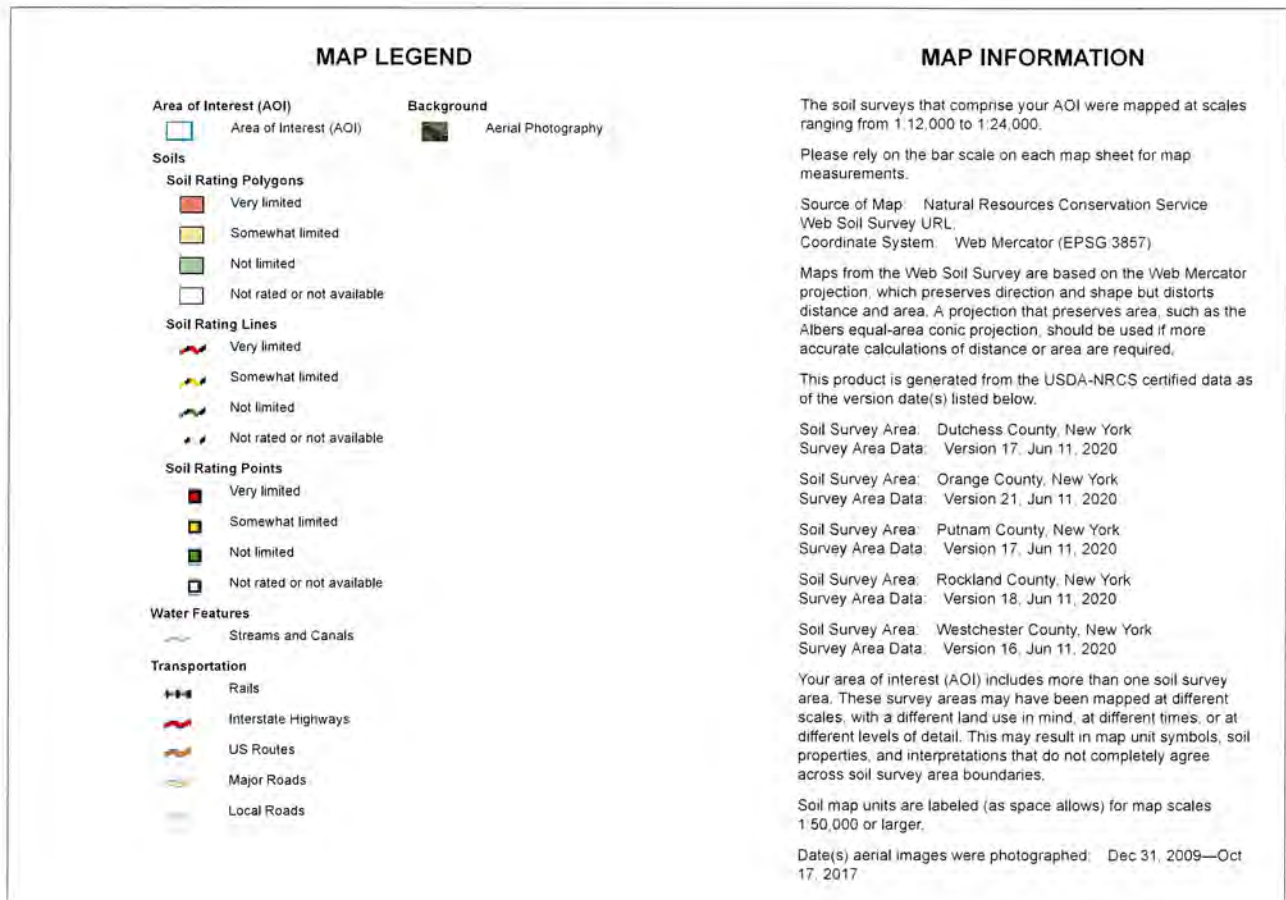 MAP LEGEND
Area of Interest (AOI)
Area of Interest (AOI)
Soils
Soil Rating Polygons
Very limited
Somewhat limited
Not limited
Not rated or not available
Soil Rating Lines
Very limited
Somewhat limited
Not limited
Not rated or not available
Soil Rating Points
Very limited
Somewhat limited
Not limited
Not rated or not available
Water Features
Streams and Canals
Transportation
Rails
Interstate Highways
US Routes
Major Roads
Local Roads
Background
Aerial Photography
MAP INFORMATION
The soil surveys that comprise your AOI were mapped at scales
ranging from 1:12,000 to 1:24,000.
Please rely on the bar scale on each map sheet for map
measurements.
Source of Map: Natural Resources Conservation Service
Web Soil Survey URL:
Coordinate System: Web Mercator (EPSG:3857)
Maps from the Web Soil Survey are based on the Web Mercator
projection, which preserves direction and shape but distorts
distance and area. A projection that preserves area, such as the
Albers equal-area conic projection, should be used if more
accurate calculations of distance or area are required.
This product is generated from the USDA-NRCS certified data as
of the version date(s) listed below.
Soil Survey Area: Dutchess County, New York
Survey Area Data: Version 17, Jun 11, 2020
Soil Survey Area: Orange County, New York
Survey Area Data: Version 21, Jun 11, 2020
Soil Survey Area: Putnam County, New York
Survey Area Data: Version 17, Jun 11, 2020
Soil Survey Area: Rockland County, New York
Survey Area Data: Version 18, Jun 11, 2020
Soil Survey Area: Westchester County, New York
Survey Area Data: Version 16, Jun 11, 2020
Your area of interest (AOI) includes more than one soil survey
area. These survey areas may have been mapped at different
scales, with a different land use in mind, at different times, or at
different levels of detail. This may result in map unit symbols, soil
properties, and interpretations that do not completely agree
across soil survey area boundaries.
Soil map units are labeled (as space allows) for map scales
1:50,000 or larger.
Date(s) aerial images were photographed: Dec 31, 2009—Oct
17, 2017